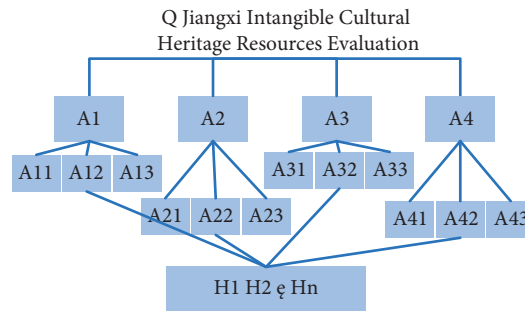 Q Jiangxi Intangible Cultural
Heritage Resources Evaluation
A1 A2 A3 A4
A11 A12 A13 A31 A32 A33
A21 A22 A23 A41 A42 A43
H1 H2 ę Hn